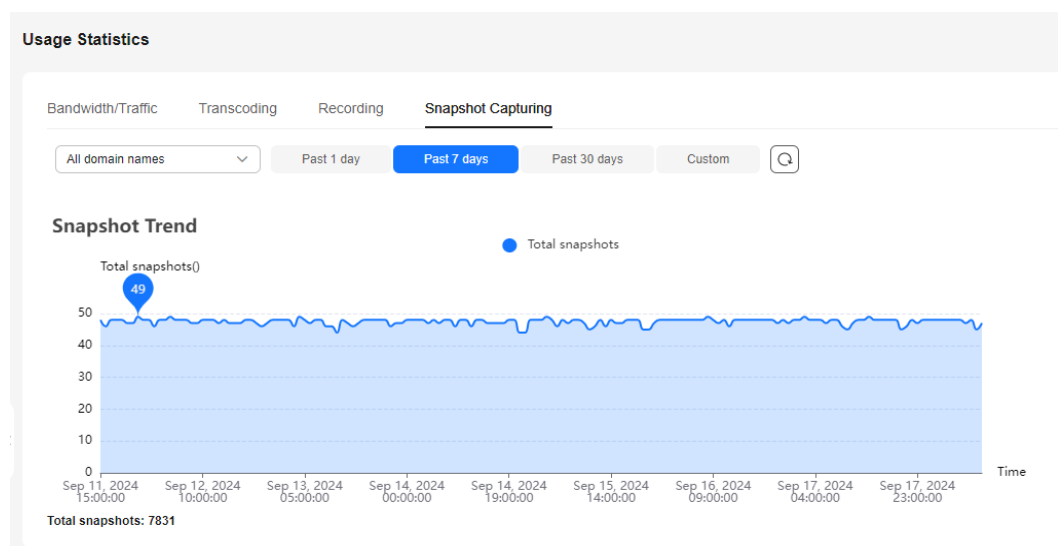 Usage Statistics
Bandwidth/Traffic Transcoding Recording Snapshot Capturing
All domain names Past 1 day Past 7 days Past 30 days Custom
Snapshot Trend
Total snapshots
Total snapshots()
49
50
40
30
20
10
0
Time
Sep 11, 2024 Sep 12, 2024 Sep 13, 2024 Sep 14, 2024 Sep 14, 2024 Sep 15, 2024 Sep 16, 2024 Sep 17, 2024 Sep 17, 2024
15:00:00 10:00:00 05:00:00 00:00:00 19:00:00 14:00:00 09:00:00 04:00:00 23:00:00
Total snapshots: 7831